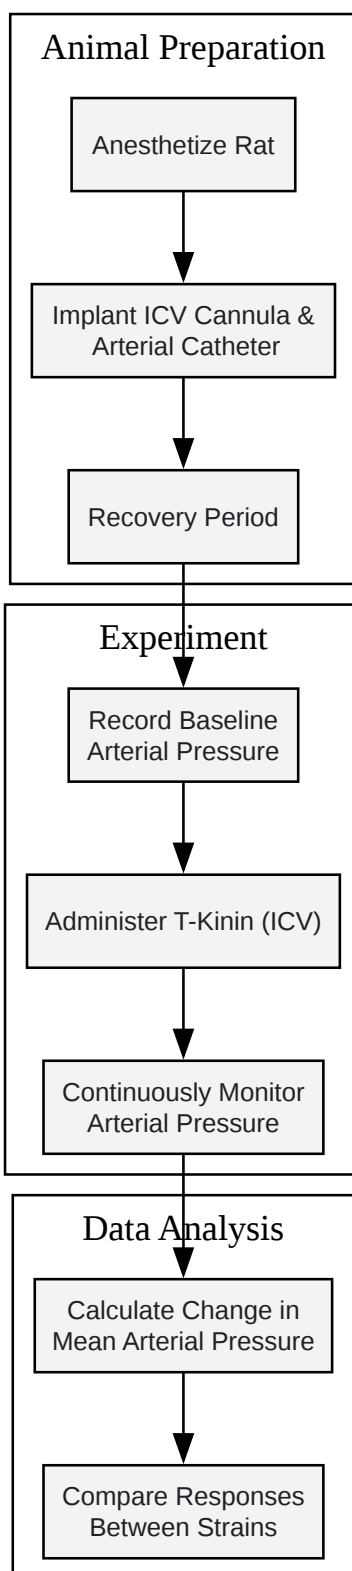 Animal Preparation
Anesthetize Rat
Implant ICV Cannula &
Arterial Catheter
Recovery Period
Experiment
Record Baseline
Arterial Pressure
Administer T-Kinin (ICV)
Continuously Monitor
Arterial Pressure
Data Analysis
Calculate Change in
Mean Arterial Pressure
Compare Responses
Between Strains